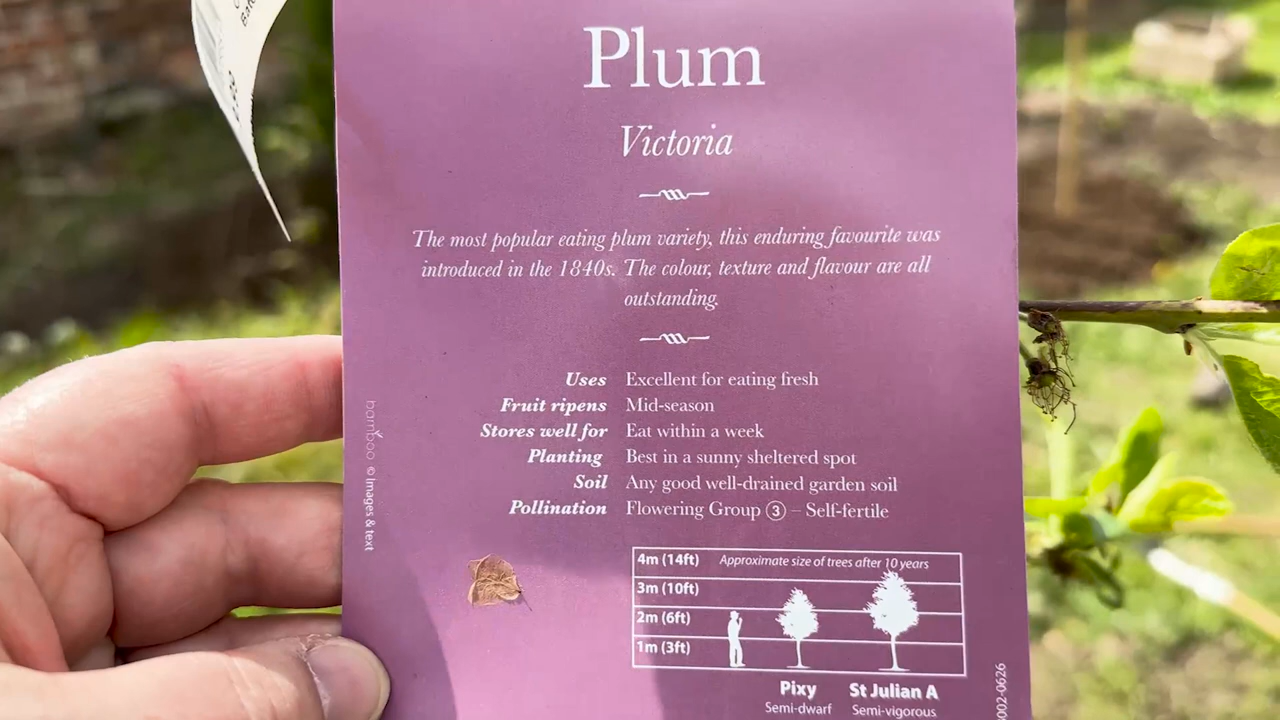 Plum
Victoria
The most popular eating plum variety, this enduring favourite was
introduced in the 1840s. The colour, texture and flavour are all
outstanding.
Uses Excellent for eating fresh
Fruit ripens Mid-season
Stores well for Eat within a week
Planting Best in a sunny sheltered spot
Soil Any good well-drained garden soil
Pollination Flowering Group 3 – Self-fertile
bamboo © Images & text
4m (14ft) Approximate size of trees after 10 years
3m (10ft)
2m (6ft)
1m (3ft)
Pixy St Julian A
Semi-dwarf Semi-vigorous
002-0626